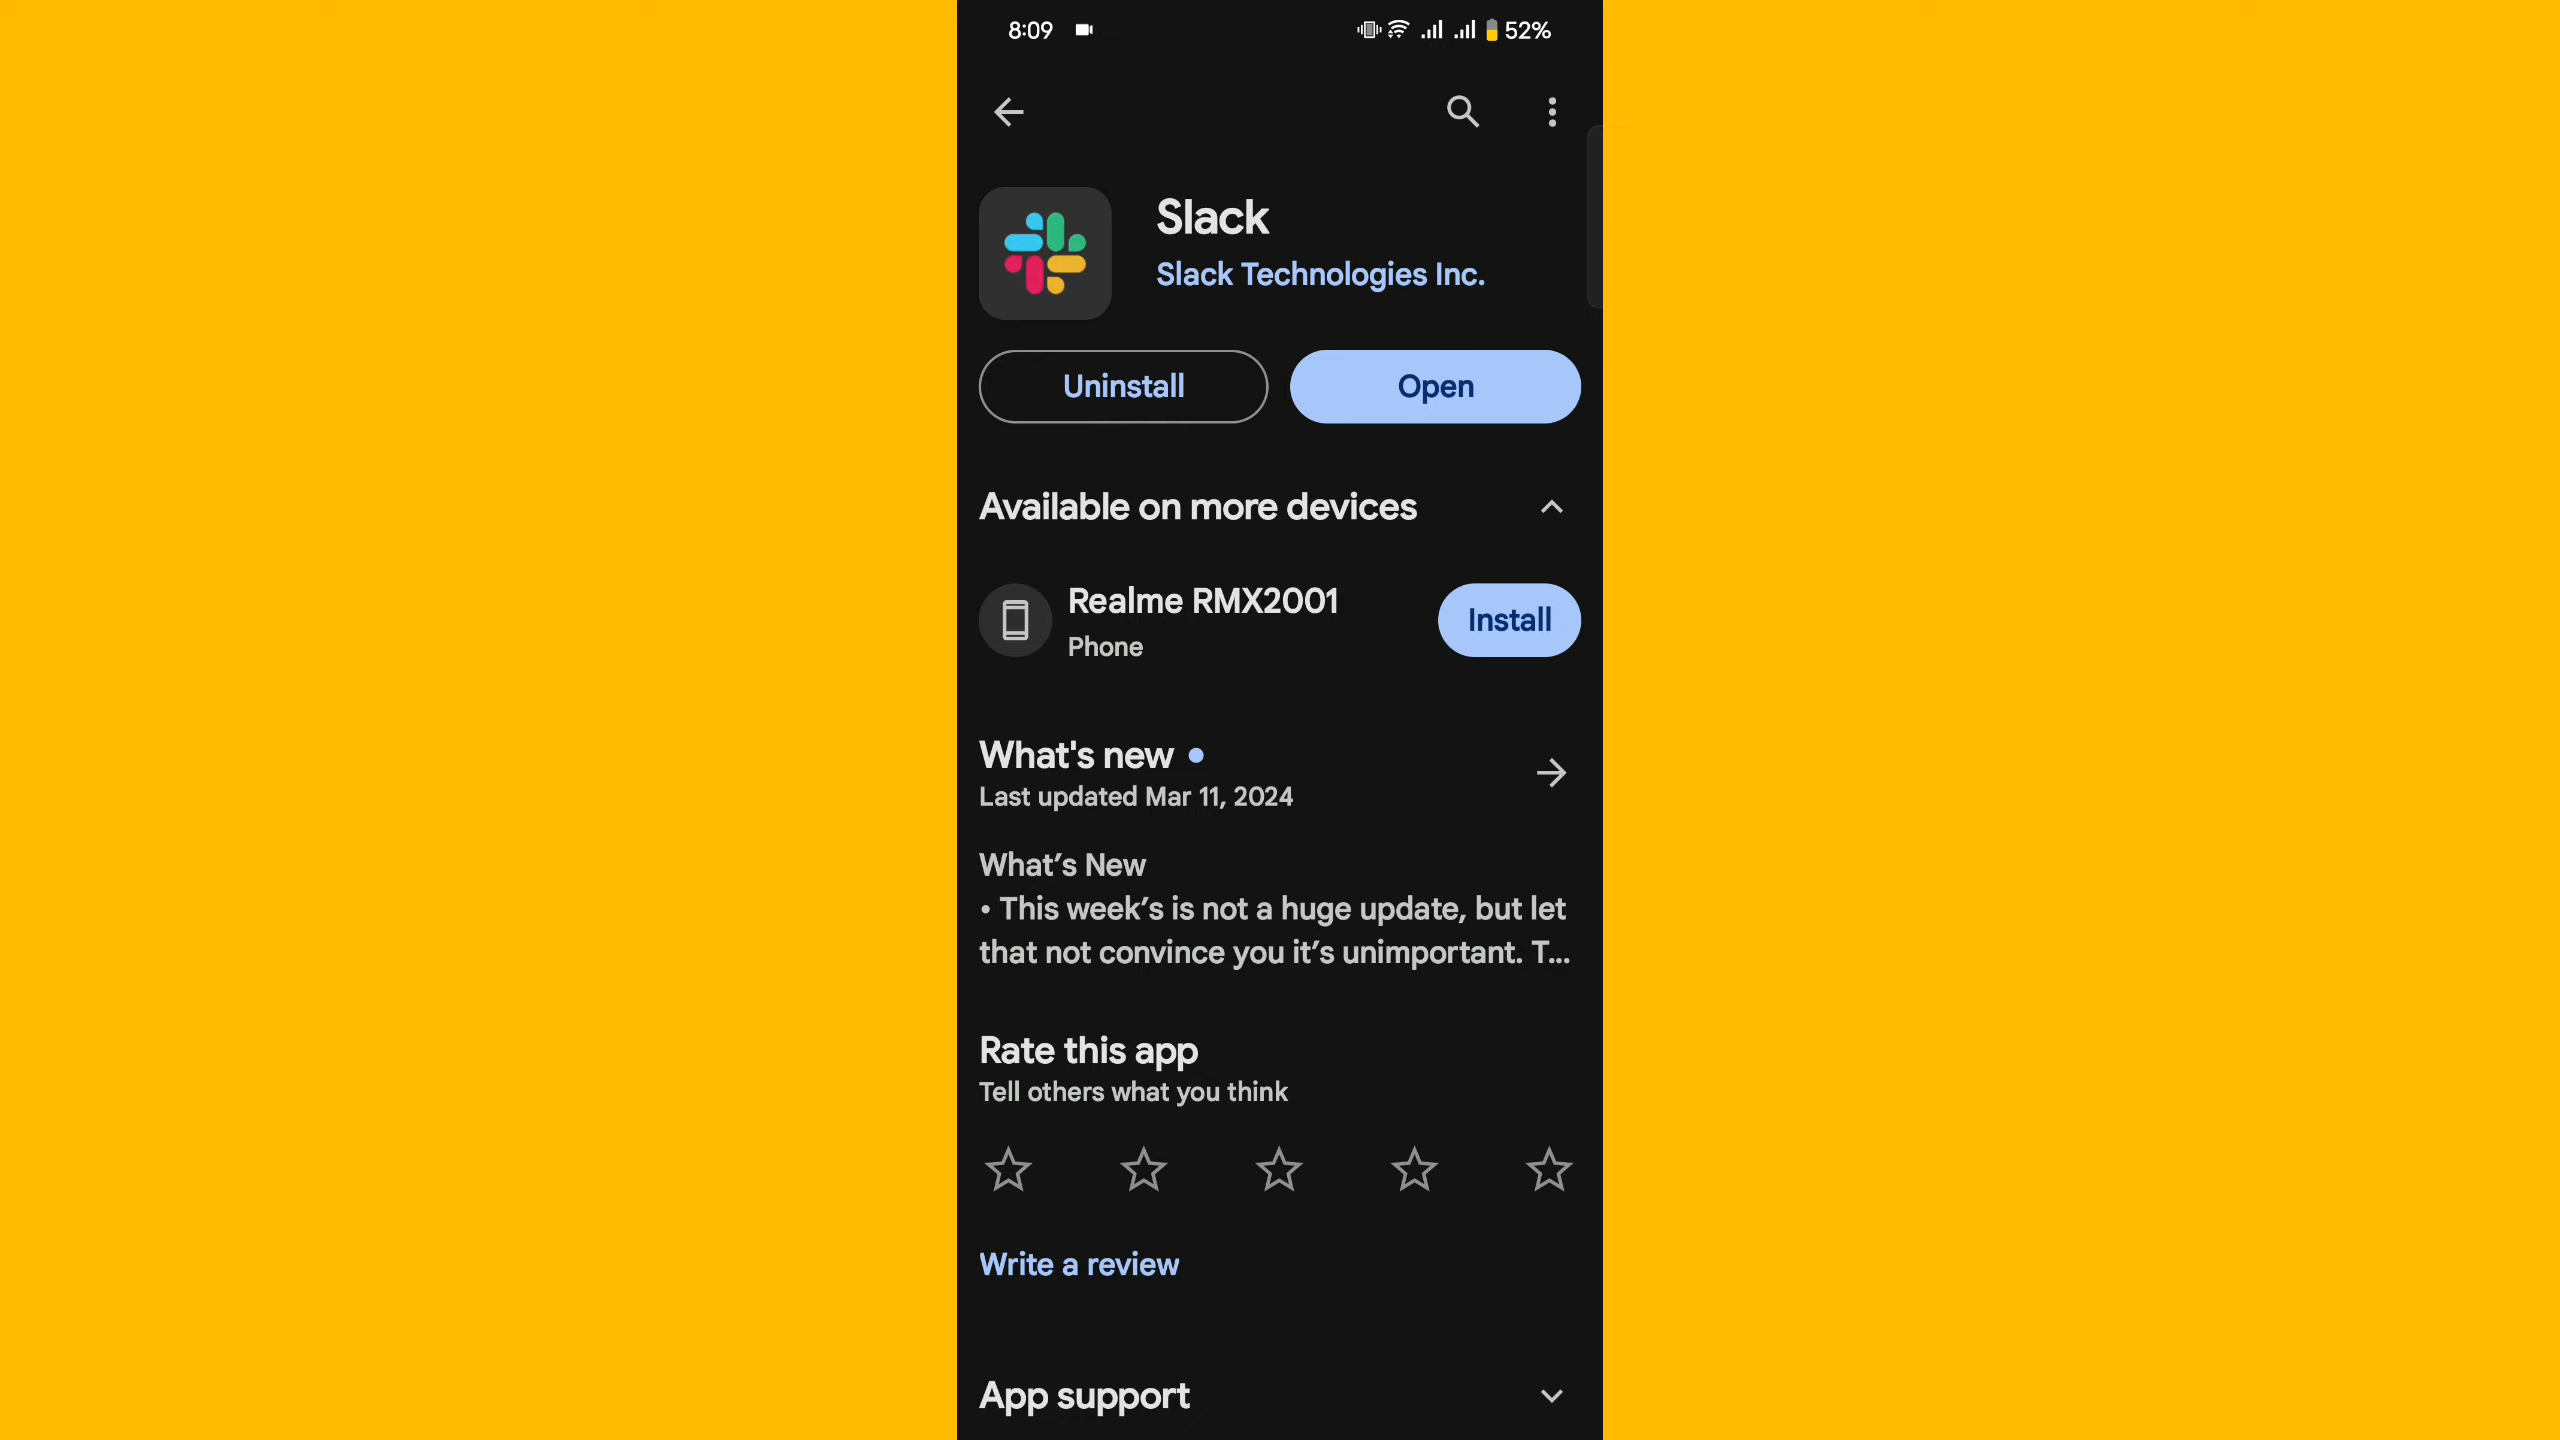 8:09
52%
Slack
Slack Technologies Inc.
Uninstall
Open
Available on more devices
Realme RMX2001
Phone
Install
What's new
Last updated Mar 11, 2024
What’s New
• This week’s is not a huge update, but let
that not convince you it’s unimportant. T...
Rate this app
Tell others what you think
Write a review
App support